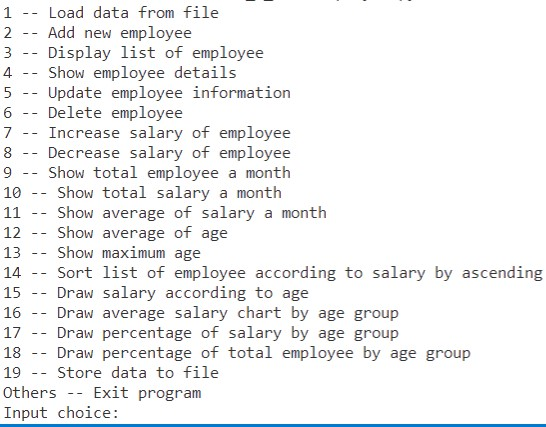 1 -- Load data from file
2 -- Add new employee
3 -- Display list of employee
4 -- Show employee details
5 -- Update employee information
6 -- Delete employee
7 -- Increase salary of employee
8 -- Decrease salary of employee
9 -- Show total employee a month
10 -- Show total salary a month
11 -- Show average of salary a month
12 -- Show average of age
13 -- Show maximum age
14 -- Sort list of employee according to salary by ascending
15 -- Draw salary according to age
16 -- Draw average salary chart by age group
17 -- Draw percentage of salary by age group
18 -- Draw percentage of total employee by age group
19 -- Store data to file
Others -- Exit program
Input choice: